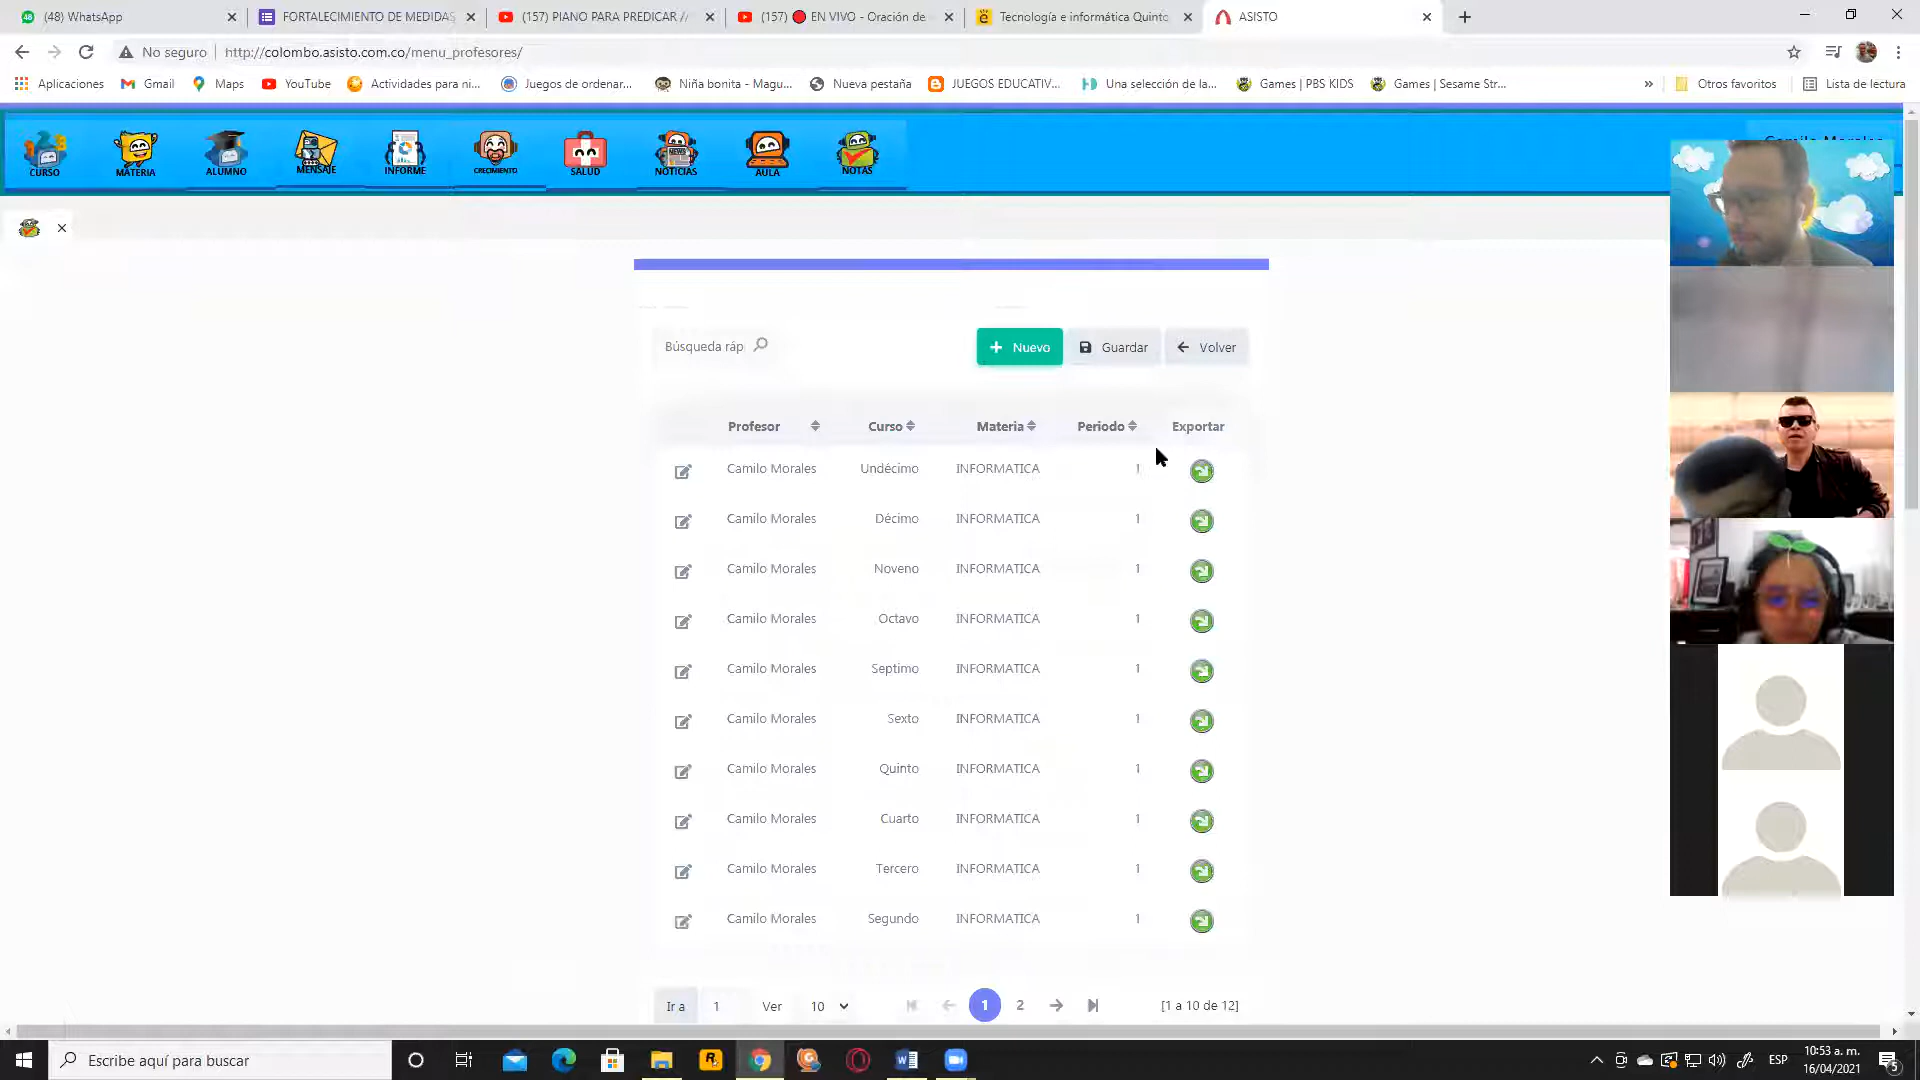 (48) WhatsApp
FORTALECIMIENTO DE MEDIDAS
(157) PIANO PARA PREDICAR //
(157) 🔴 EN VIVO - Oración de
Tecnología e informática Quinto
ASISTO
No seguro
http://colombo.asisto.com.co/menu_profesores/
Aplicaciones
Gmail
Maps
YouTube
Actividades para ni...
Juegos de ordenar...
Niña bonita - Magu...
Nueva pestaña
JUEGOS EDUCATIV...
Una selección de la...
Games | PBS KIDS
Games | Sesame Str...
»
Otros favoritos
Lista de lectura
CURSO
MATERIA
ALUMNO
MENSAJE
INFORME
CRECIMIENTO
SALUD
NOTICIAS
AULA
NOTAS
Búsqueda ráp
+ Nuevo
Guardar
Volver
Profesor Curso Materia Periodo Exportar
Camilo Morales Undécimo INFORMATICA 1
Camilo Morales Décimo INFORMATICA 1
Camilo Morales Noveno INFORMATICA 1
Camilo Morales Octavo INFORMATICA 1
Camilo Morales Septimo INFORMATICA 1
Camilo Morales Sexto INFORMATICA 1
Camilo Morales Quinto INFORMATICA 1
Camilo Morales Cuarto INFORMATICA 1
Camilo Morales Tercero INFORMATICA 1
Camilo Morales Segundo INFORMATICA 1
Ir a 1 Ver 10 1 2 [1 a 10 de 12]
Escribe aquí para buscar
ESP
10:53 a. m.
16/04/2021
5